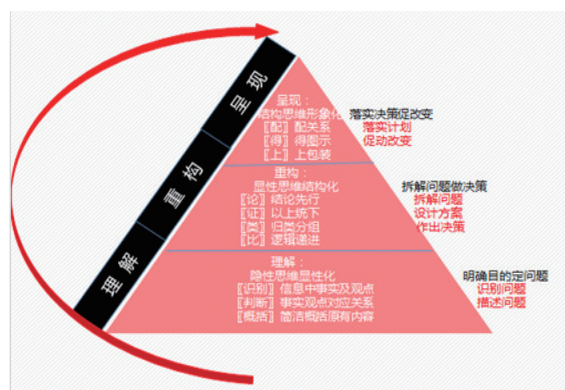 呈现
重构
理解
呈现：
结构思维形象化
〖配〗配关系
〖得〗得图示
〖上〗上包装
落实决策促改变
落实计划
促动改变
重构：
显性思维结构化
〖论〗结论先行
〖证〗以上统下
〖类〗归类分组
〖比〗逻辑递进
拆解问题做决策
拆解问题
设计方案
作出决策
理解：
隐性思维显性化
〖识别〗信息中事实及观点
〖判断〗事实观点对应关系
〖概括〗简洁概括原有内容
明确目的定问题
识别问题
描述问题